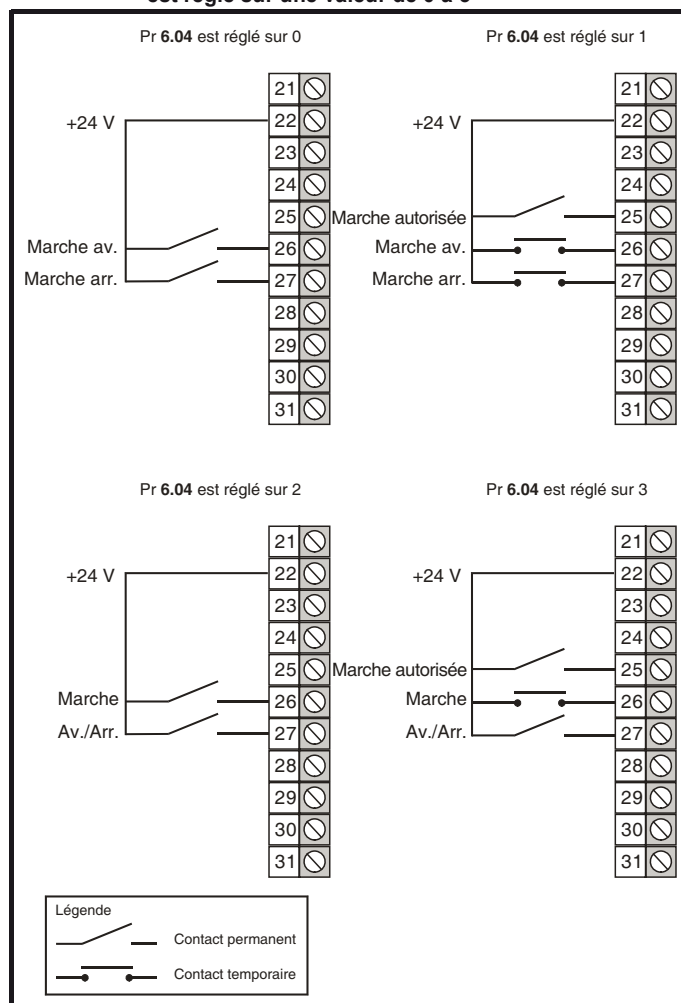 est réglé sur une valeur de 0 à 3
Pr 6.04 est réglé sur 0
21
+24 V 22
23
24
25
Marche av. 26
Marche arr. 27
28
29
30
31
Pr 6.04 est réglé sur 1
21
+24 V 22
23
24
Marche autorisée 25
Marche av. 26
Marche arr. 27
28
29
30
31
Pr 6.04 est réglé sur 2
21
+24 V 22
23
24
25
Marche 26
Av./Arr. 27
28
29
30
31
Pr 6.04 est réglé sur 3
21
+24 V 22
23
24
Marche autorisée 25
Marche 26
Av./Arr. 27
28
29
30
31
Légende
Contact permanent
Contact temporaire